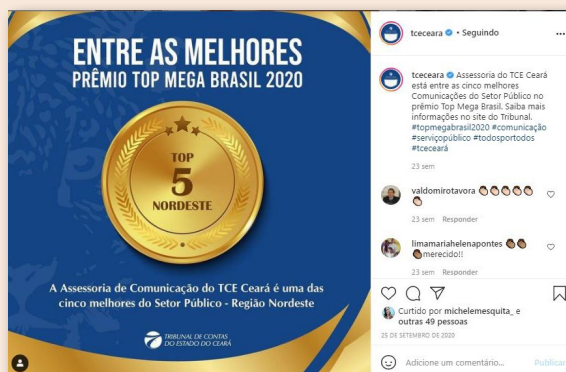 ENTRE AS MELHORES
PRÊMIO TOP MEGA BRASIL 2020
TOP
5
NORDESTE
A Assessoria de Comunicação do TCE Ceará é uma das
cinco melhores do Setor Público - Região Nordeste
TRIBUNAL DE CONTAS
DO ESTADO DO CEARÁ
tceceara • Seguindo
tceceara Assessoria do TCE Ceará
está entre as cinco melhores
Comunicações do Setor Público no
prêmio Top Mega Brasil. Saiba mais
informações no site do Tribunal.
#topmegabrasil2020 #comunicação
#serviçopúblico #todosportodos
#tceceará
23 sem
valdomirotavora 👏👏👏👏👏
👏
23 sem Responder
limamariahelenapontes 👏👏
👏merecido!!
23 sem Responder
Curtido por michelemesquita_ e
outras 49 pessoas
25 DE SETEMBRO DE 2020
Adicione um comentário... Publicar